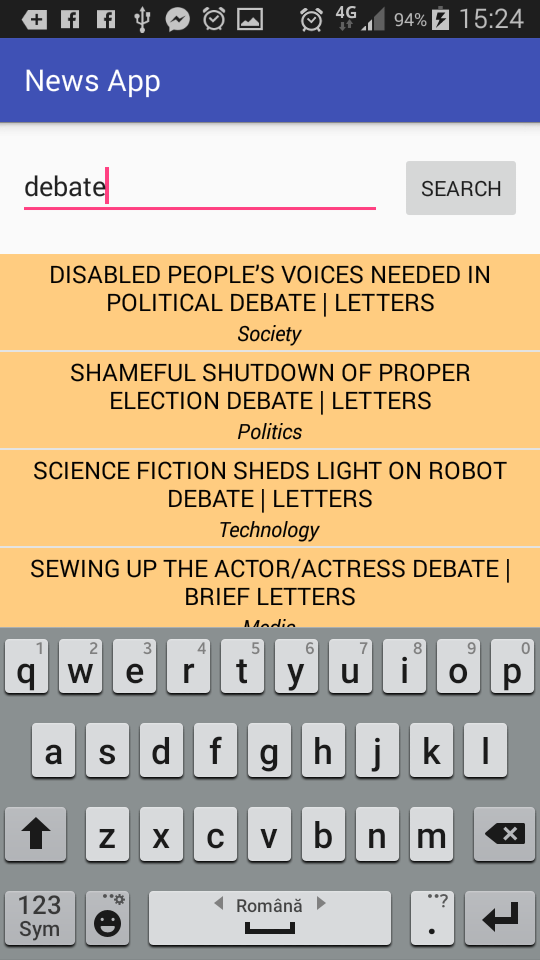 4G 94% 15:24
News App
debate SEARCH
DISABLED PEOPLE'S VOICES NEEDED IN
POLITICAL DEBATE | LETTERS
Society
SHAMEFUL SHUTDOWN OF PROPER
ELECTION DEBATE | LETTERS
Politics
SCIENCE FICTION SHEDS LIGHT ON ROBOT
DEBATE | LETTERS
Technology
SEWING UP THE ACTOR/ACTRESS DEBATE |
BRIEF LETTERS
Media
1 2 3 4 5 6 7 8 9 0
q w e r t y u i o p
a s d f g h j k l
z x c v b n m
123 Română ?
Sym .